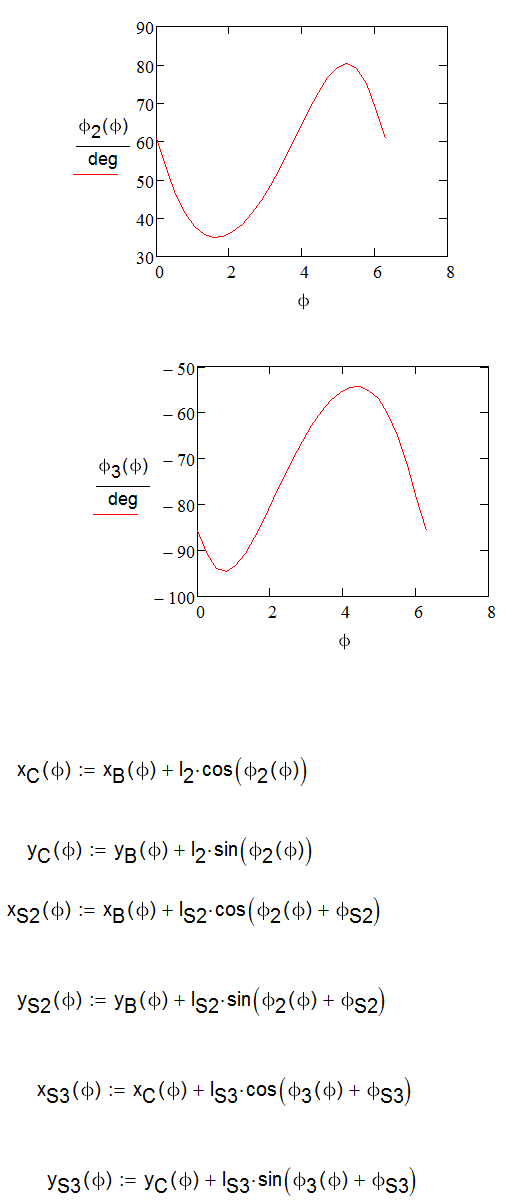 90
80
70
ϕ2(ϕ)
60
deg
50
40
30
0 2 4 6 8
ϕ
− 50
− 60
− 70
ϕ3(ϕ)
deg
− 80
− 90
− 100
0 2 4 6 8
ϕ
xC(ϕ) := xB(ϕ) + l2·cos(ϕ2(ϕ))
yC(ϕ) := yB(ϕ) + l2·sin(ϕ2(ϕ))
xS2(ϕ) := xB(ϕ) + lS2·cos(ϕ2(ϕ) + ϕS2)
yS2(ϕ) := yB(ϕ) + lS2·sin(ϕ2(ϕ) + ϕS2)
xS3(ϕ) := xC(ϕ) + lS3·cos(ϕ3(ϕ) + ϕS3)
yS3(ϕ) := yC(ϕ) + lS3·sin(ϕ3(ϕ) + ϕS3)